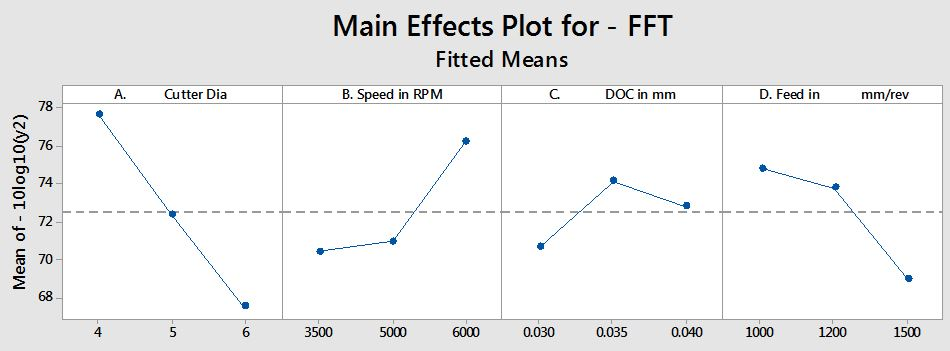 Main Effects Plot for - FFT
Fitted Means
A. Cutter Dia
B. Speed in RPM
C. DOC in mm
D. Feed in mm/rev
Mean of - 10log10(y2)
78
76
74
72
70
68
4 5 6
3500 5000 6000
0.030 0.035 0.040
1000 1200 1500